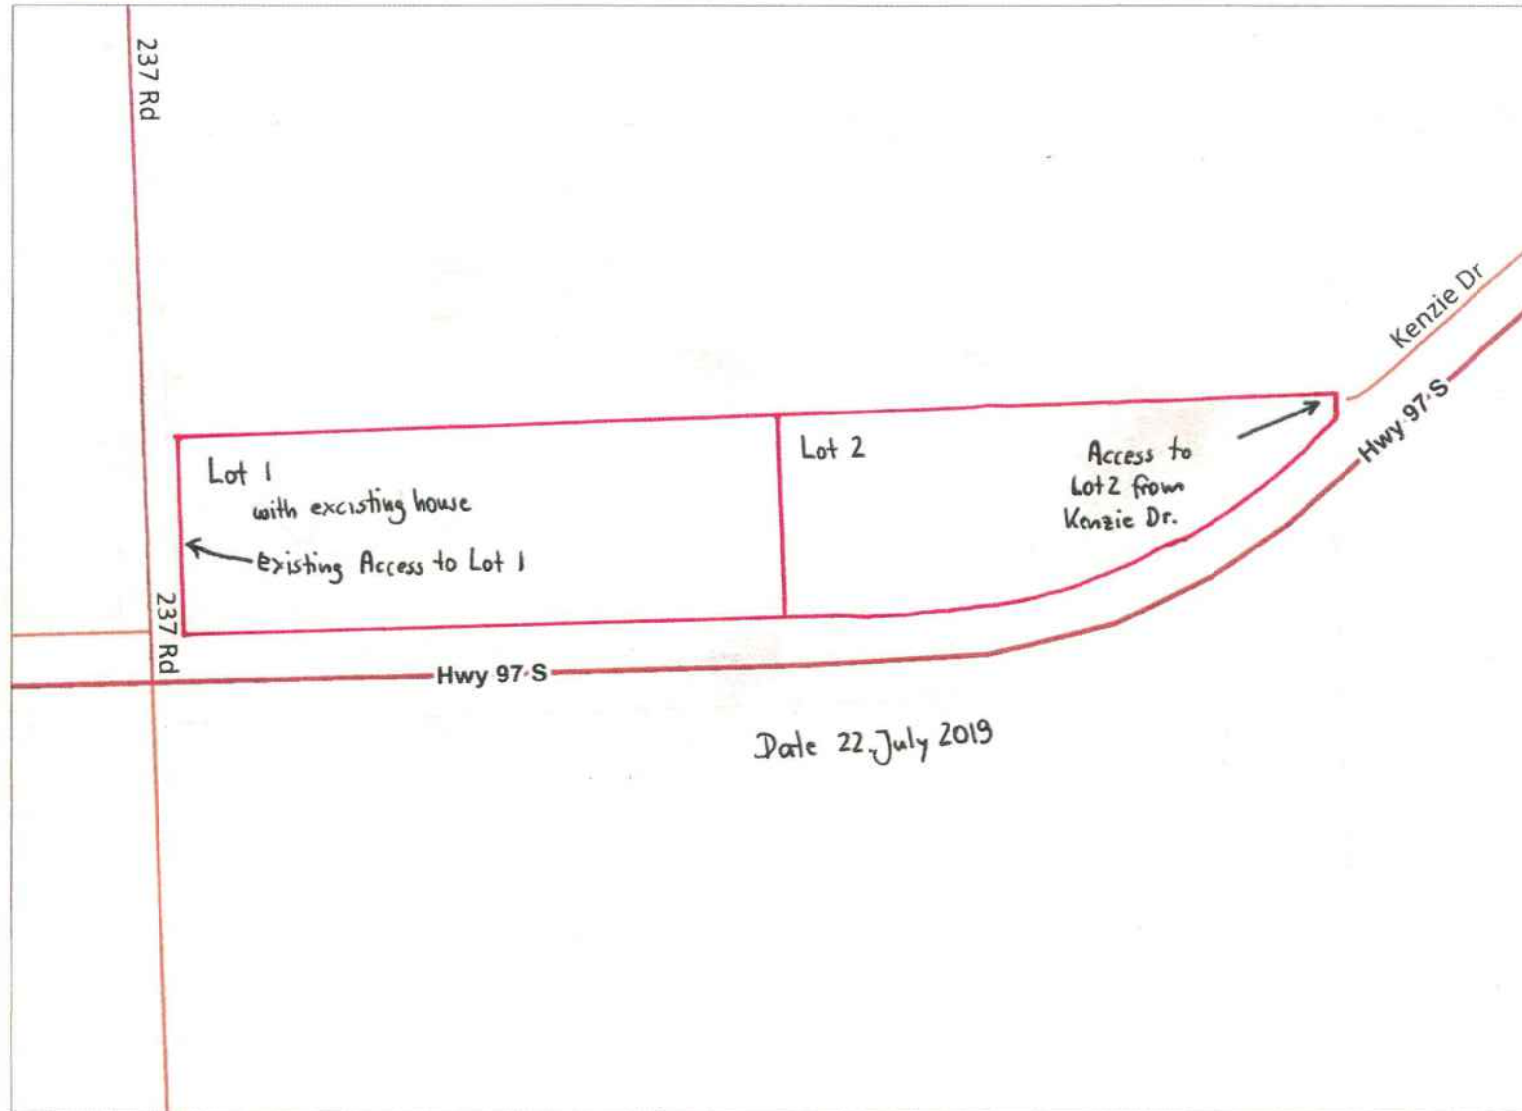 237 Rd
Kenzie Dr
Hwy 97 S
Lot 1
with excisting house
existing Access to Lot 1
Lot 2
Access to
Lot 2 from
Kenzie Dr.
237 Rd
Hwy 97 S
Date 22. July 2019